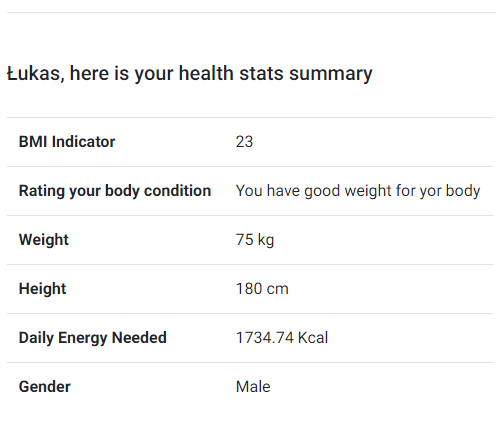 Łukas, here is your health stats summary
BMI Indicator 23
Rating your body condition You have good weight for yor body
Weight 75 kg
Height 180 cm
Daily Energy Needed 1734.74 Kcal
Gender Male